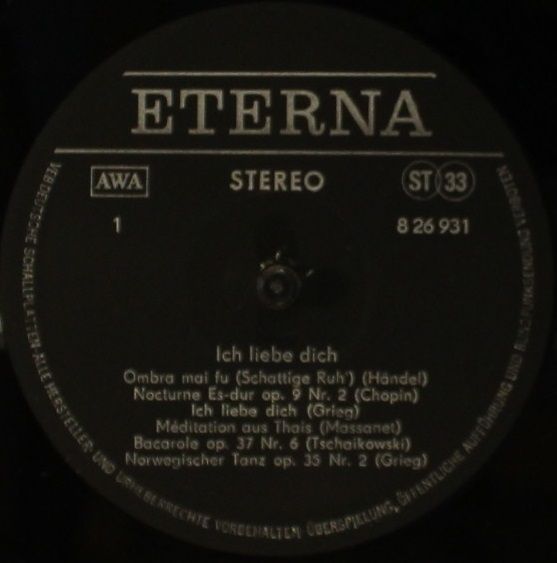 ETERNA
AWA
STEREO
ST 33
1
8 26 931
Ich liebe dich
Ombra mai fu (Schattige Ruh') (Händel)
Nocturne Es-dur op. 9 Nr. 2 (Chopin)
Ich liebe dich (Grieg)
Méditation aus Thais (Massanet)
Bacarole op. 37 Nr. 6 (Tschaikowski)
Norwegischer Tanz op. 35 Nr. 2 (Grieg)
VEB DEUTSCHE SCHALLPLATTEN · ALLE HERSTELLER- UND URHEBERRECHTE VORBEHALTEN · ÜBERSPIELUNG, ÖFFENTLICHE AUFFÜHRUNG UND RUNDFUNKSENDUNG VERBOTEN